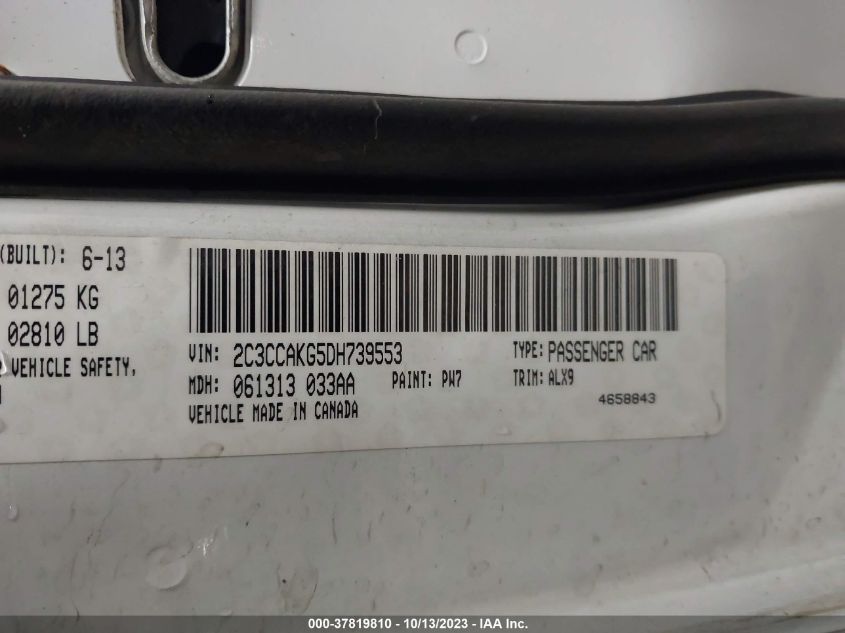 (BUILT): 6-13
01275 KG
02810 LB
VEHICLE SAFETY,
VIN: 2C3CCAKG5DH739553 TYPE: PASSENGER CAR
MDH: 061313 033AA PAINT: PW7 TRIM: ALX9
VEHICLE MADE IN CANADA 4658843
000-37819810 - 10/13/2023 - IAA Inc.